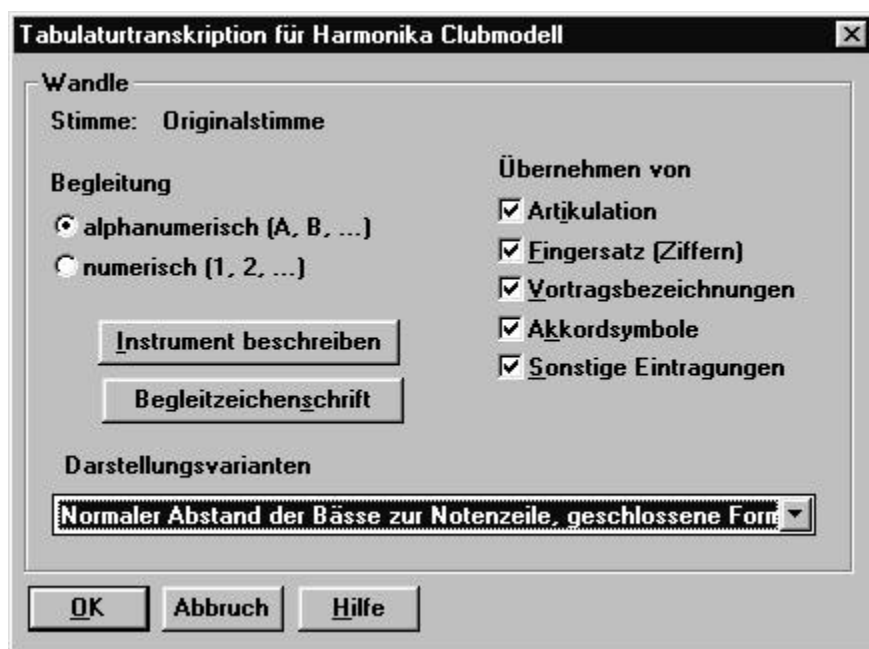 Tabulaturtranskription für Harmonika Clubmodell
Wandle
Stimme: Originalstimme
Begleitung
alphanumerisch (A, B, ...)
numerisch (1, 2, ...)
Instrument beschreiben
Begleitzeichenschrift
Übernehmen von
Artikulation
Fingersatz (Ziffern)
Vortragsbezeichnungen
Akkordsymbole
Sonstige Eintragungen
Darstellungsvarianten
Normaler Abstand der Bässe zur Notenzeile, geschlossene Form
OK Abbruch Hilfe